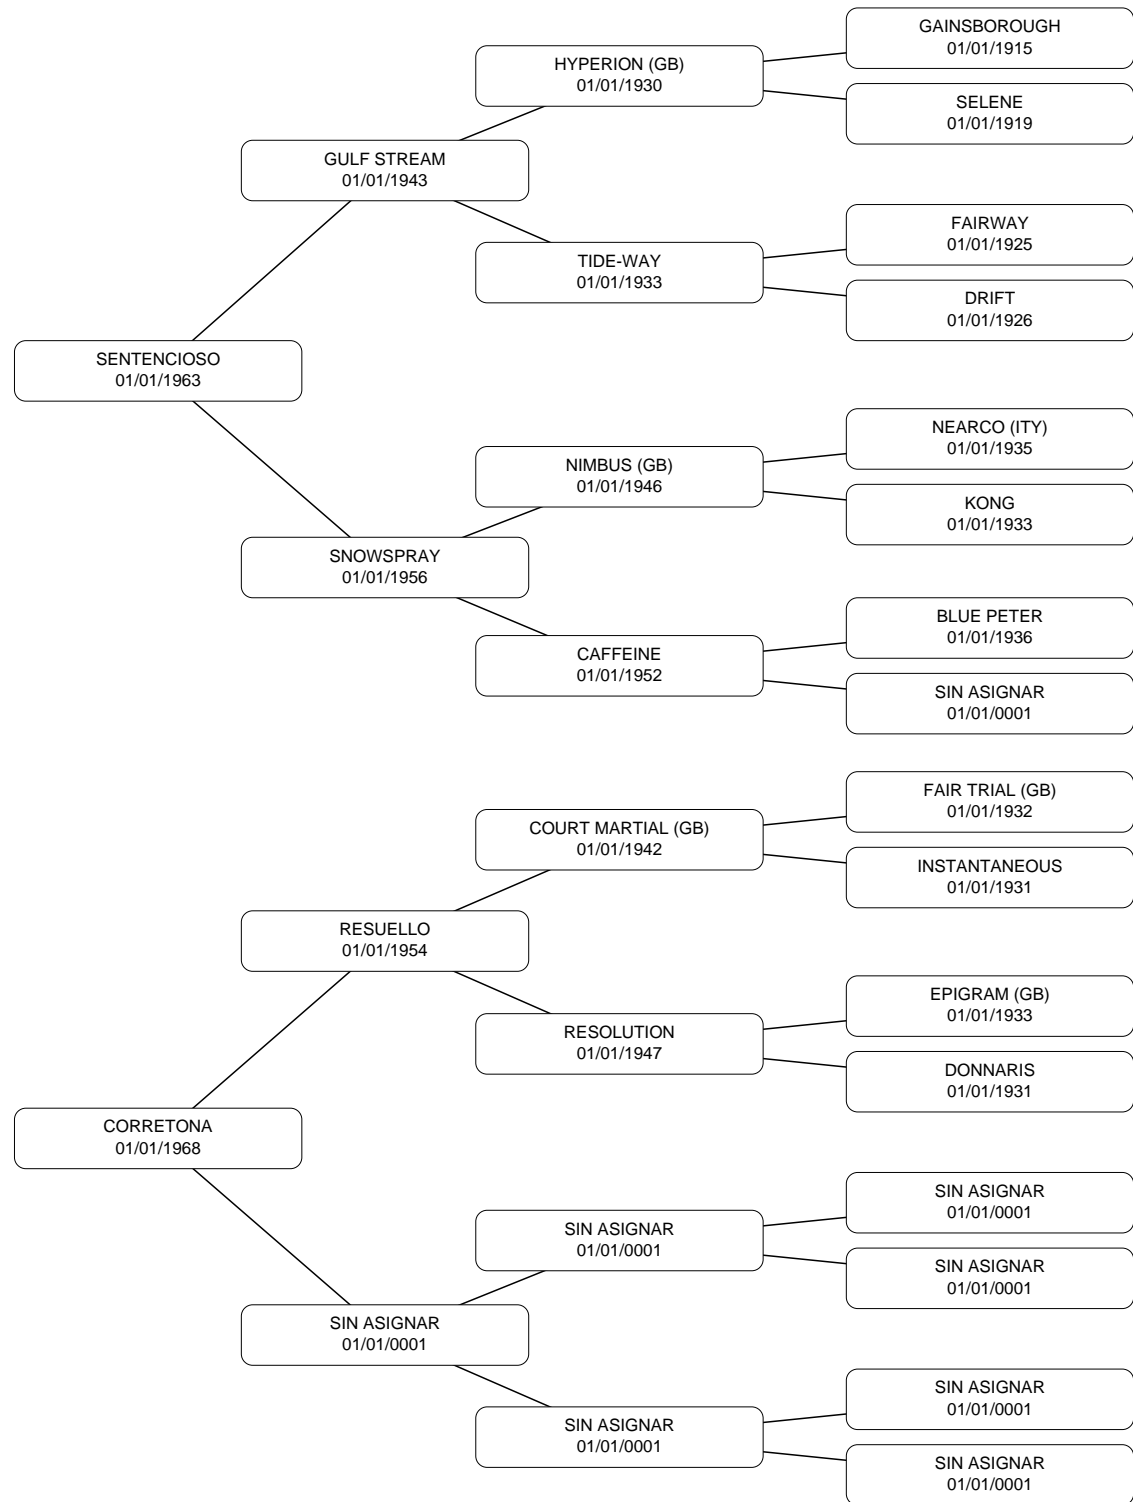 GAINSBOROUGH
01/01/1915
HYPERION (GB)
01/01/1930
SELENE
01/01/1919
GULF STREAM
01/01/1943
FAIRWAY
01/01/1925
TIDE-WAY
01/01/1933
DRIFT
01/01/1926
SENTENCIOSO
01/01/1963
NEARCO (ITY)
01/01/1935
NIMBUS (GB)
01/01/1946
KONG
01/01/1933
SNOWSPRAY
01/01/1956
BLUE PETER
01/01/1936
CAFFEINE
01/01/1952
SIN ASIGNAR
01/01/0001
FAIR TRIAL (GB)
01/01/1932
COURT MARTIAL (GB)
01/01/1942
INSTANTANEOUS
01/01/1931
RESUELLO
01/01/1954
EPIGRAM (GB)
01/01/1933
RESOLUTION
01/01/1947
DONNARIS
01/01/1931
CORRETONA
01/01/1968
SIN ASIGNAR
01/01/0001
SIN ASIGNAR
01/01/0001
SIN ASIGNAR
01/01/0001
SIN ASIGNAR
01/01/0001
SIN ASIGNAR
01/01/0001
SIN ASIGNAR
01/01/0001
SIN ASIGNAR
01/01/0001